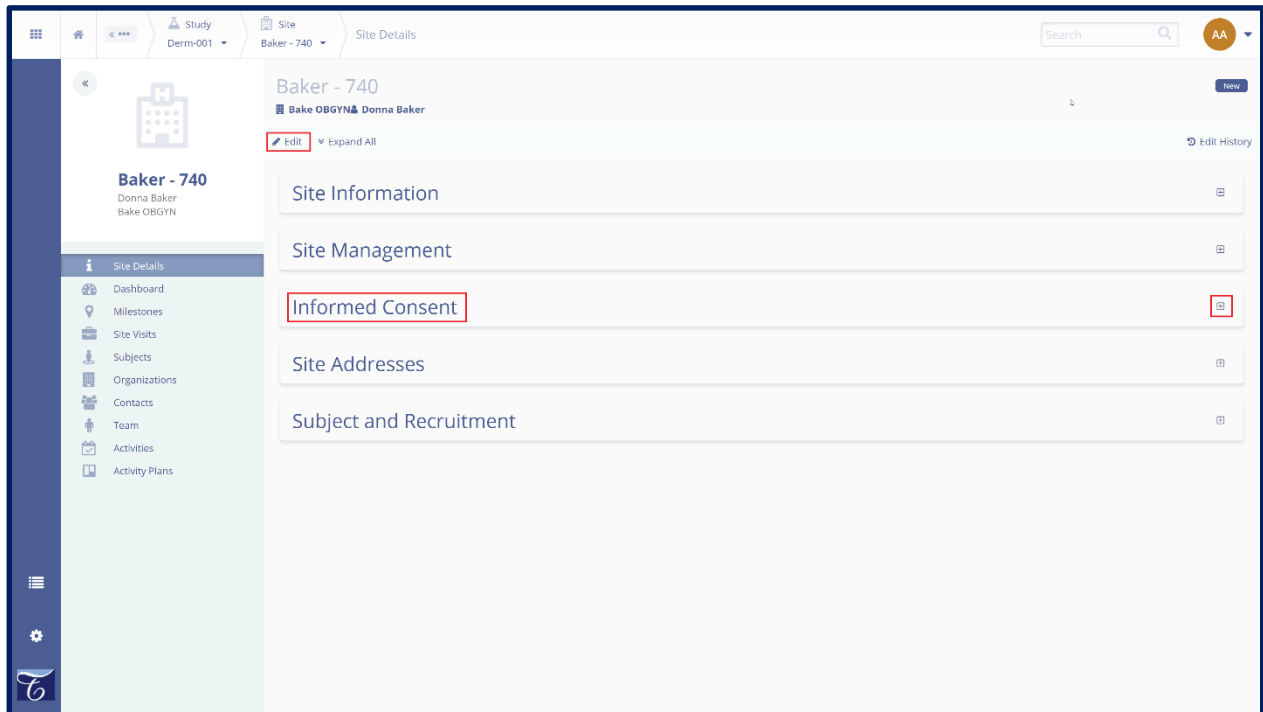 Study
Derm-001
Site
Baker - 740
Site Details
Search
AA
Baker - 740
Donna Baker
Bake OBGYN
Site Details
Dashboard
Milestones
Site Visits
Subjects
Organizations
Contacts
Team
Activities
Activity Plans
Baker - 740
New
Bake OBGYN Donna Baker
Edit Expand All Edit History
Site Information
Site Management
Informed Consent
Site Addresses
Subject and Recruitment